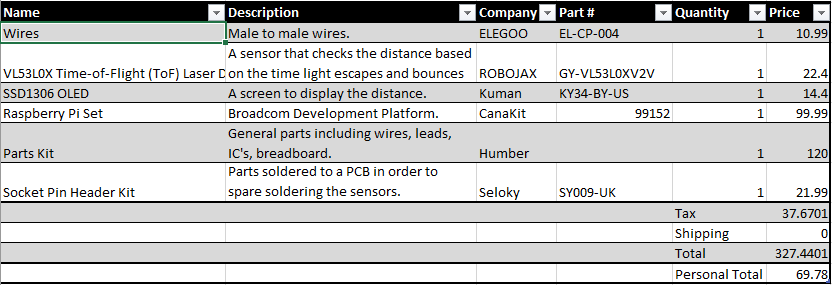 Name Description Company Part # Quantity Price
Wires Male to male wires. ELEGOO EL-CP-004 1 10.99
A sensor that checks the distance based
VL53L0X Time-of-Flight (ToF) Laser D on the time light escapes and bounces ROBOJAX GY-VL53L0XV2V 1 22.4
SSD1306 OLED A screen to display the distance. Kuman KY34-BY-US 1 14.4
Raspberry Pi Set Broadcom Development Platform. CanaKit 99152 1 99.99
General parts including wires, leads,
Parts Kit IC's, breadboard. Humber 1 120
Parts soldered to a PCB in order to
Socket Pin Header Kit spare soldering the sensors. Seloky SY009-UK 1 21.99
Tax 37.6701
Shipping 0
Total 327.4401
Personal Total 69.78